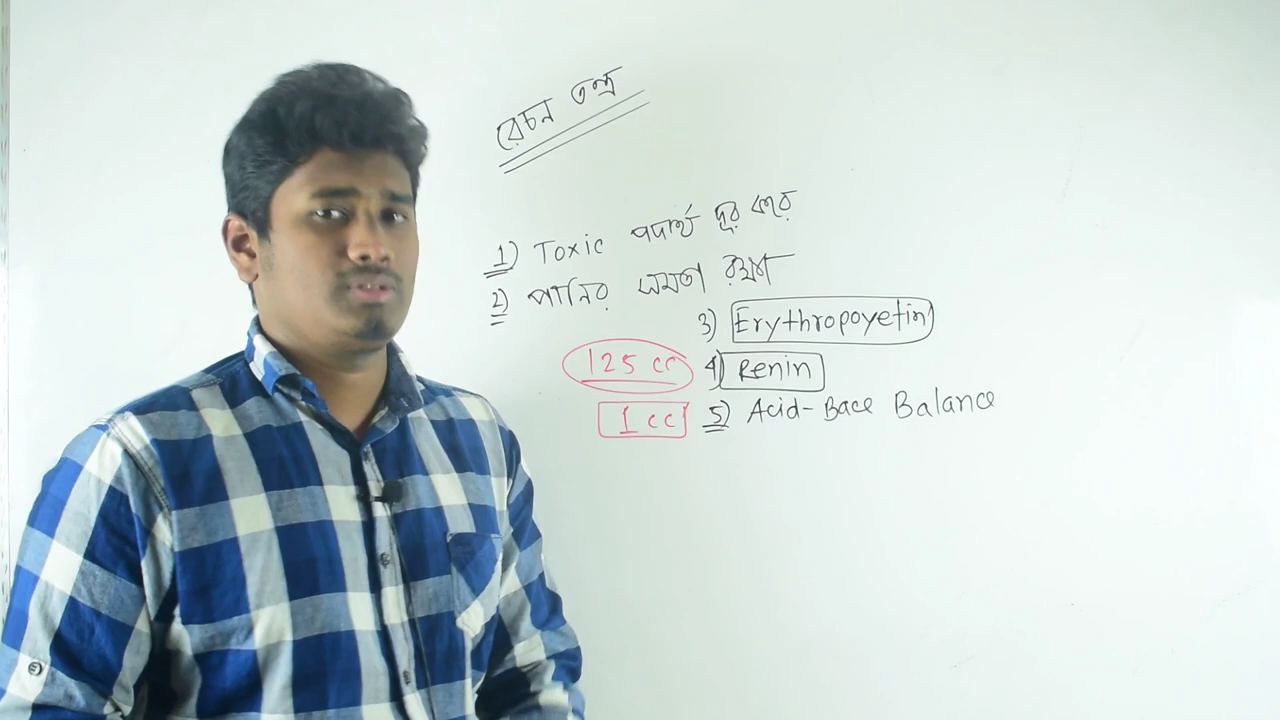 রেচন তন্ত্র
1) Toxic পদার্থ দূর করে
2) পানির সমতা রক্ষা
3) Erythropoyetin
125 cc 4) Renin
1 cc 5) Acid-Bace Balance